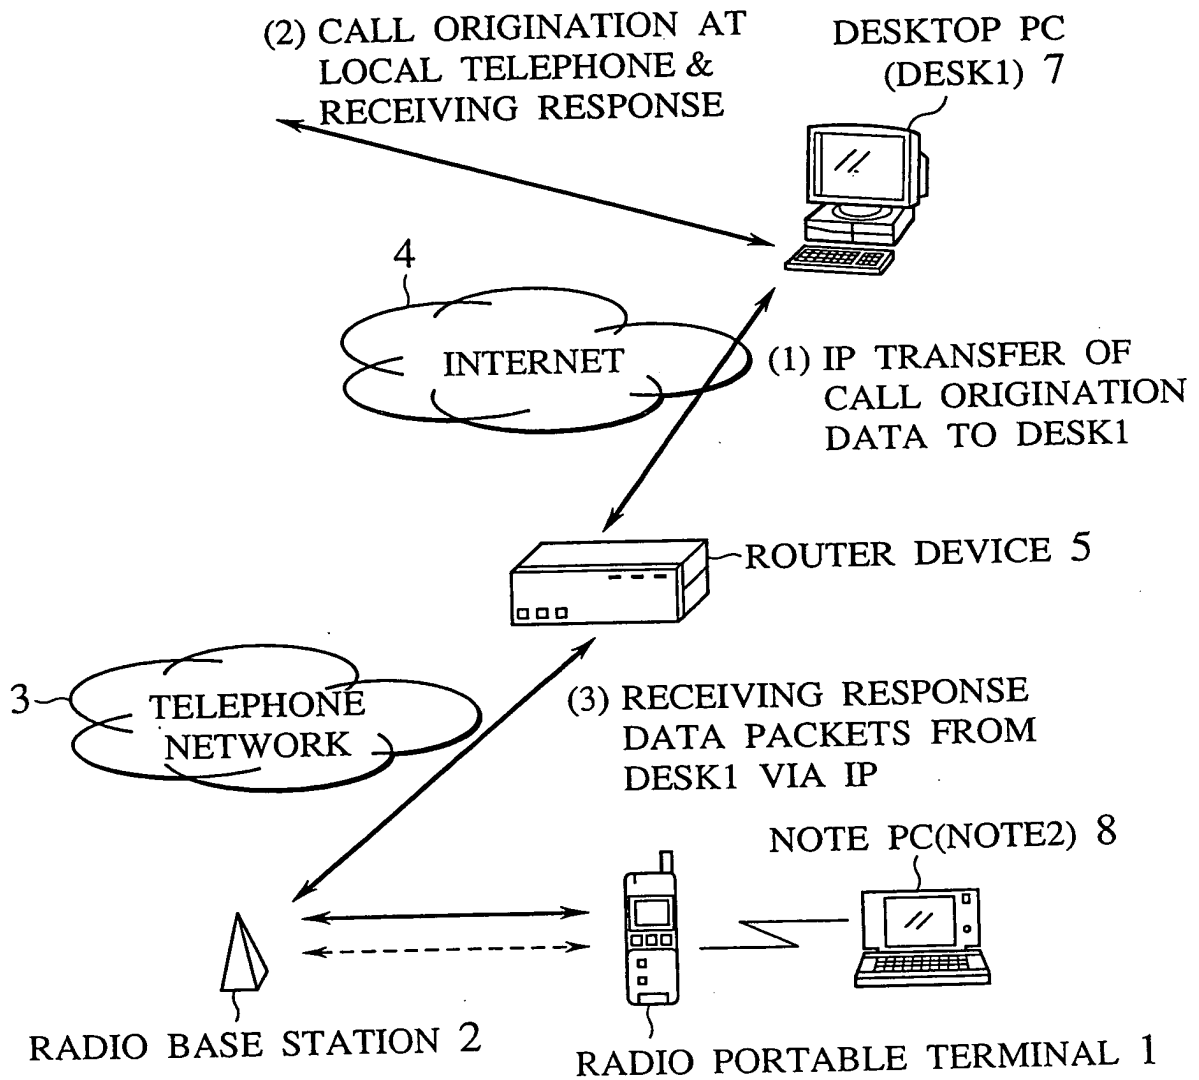 (2) CALL ORIGINATION AT
LOCAL TELEPHONE &
RECEIVING RESPONSE
DESKTOP PC
(DESK1) 7
4
INTERNET
(1) IP TRANSFER OF
CALL ORIGINATION
DATA TO DESK1
ROUTER DEVICE 5
3
TELEPHONE
NETWORK
(3) RECEIVING RESPONSE
DATA PACKETS FROM
DESK1 VIA IP
NOTE PC(NOTE2) 8
RADIO BASE STATION 2
RADIO PORTABLE TERMINAL 1